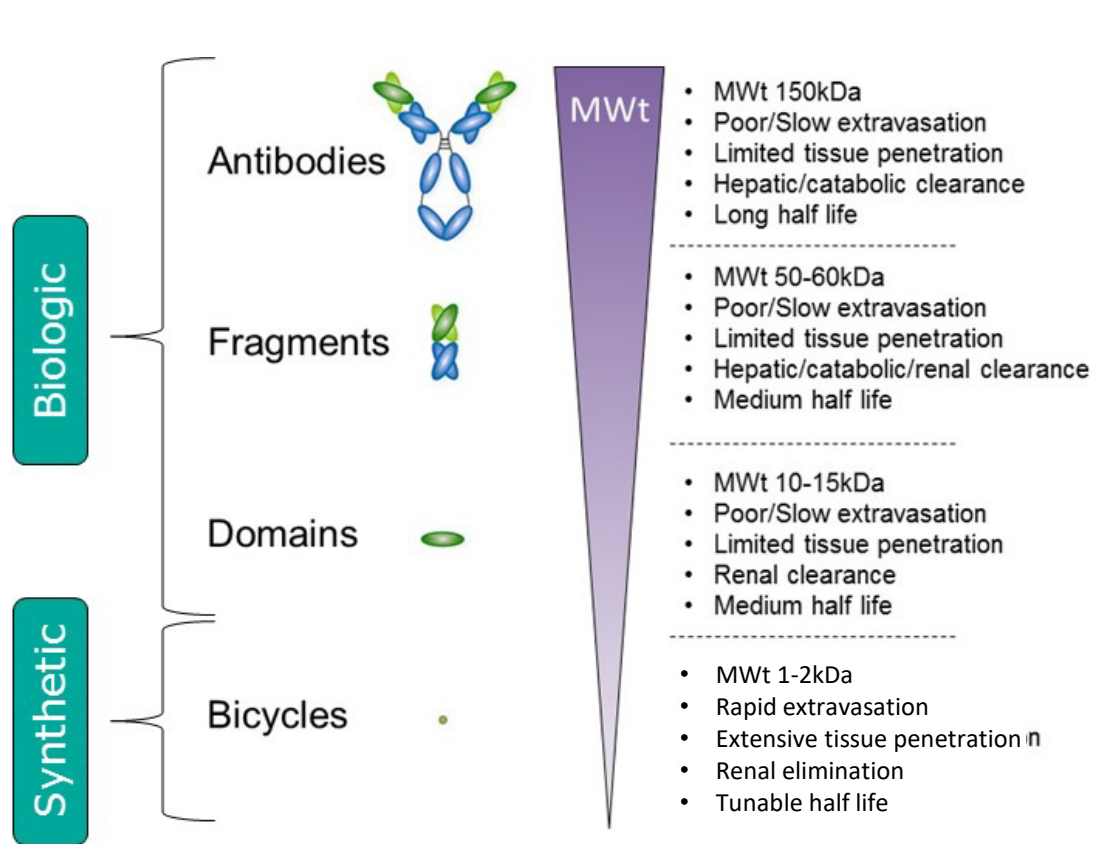 Biologic
Antibodies
MWt
• MWt 150kDa
• Poor/Slow extravasation
• Limited tissue penetration
• Hepatic/catabolic clearance
• Long half life
Fragments
• MWt 50-60kDa
• Poor/Slow extravasation
• Limited tissue penetration
• Hepatic/catabolic/renal clearance
• Medium half life
Domains
• MWt 10-15kDa
• Poor/Slow extravasation
• Limited tissue penetration
• Renal clearance
• Medium half life
Synthetic
Bicycles
• MWt 1-2kDa
• Rapid extravasation
• Extensive tissue penetration n
• Renal elimination
• Tunable half life